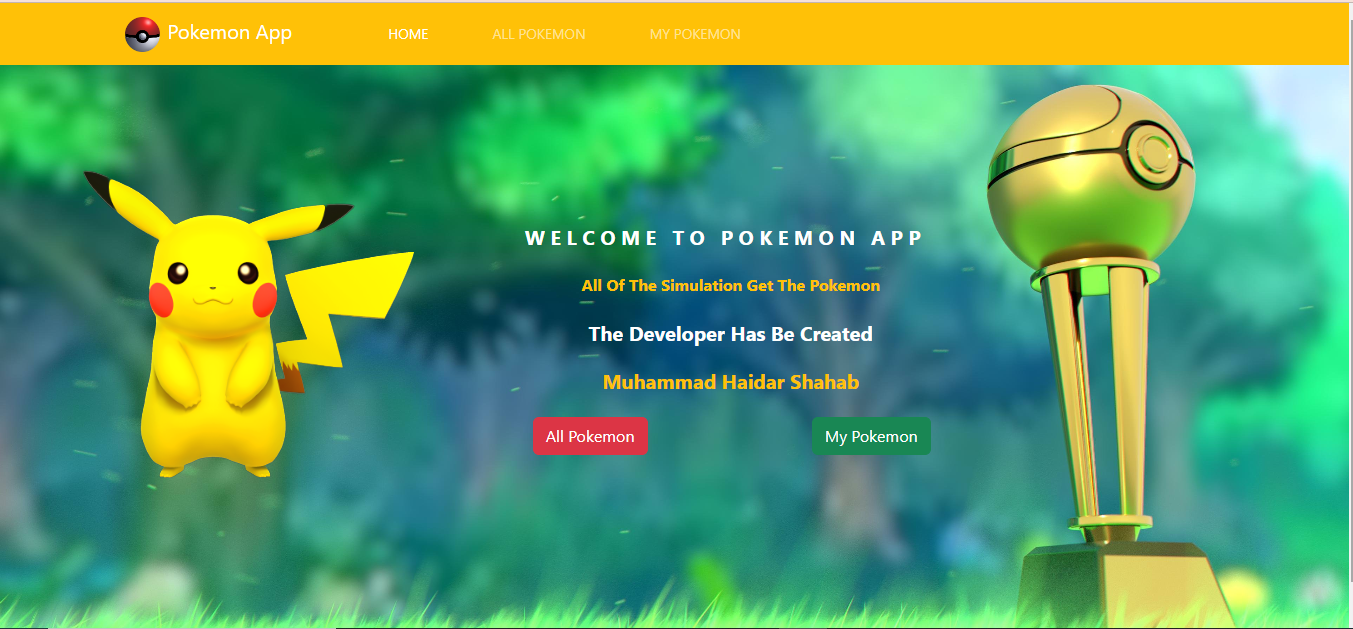 Pokemon App
HOME
ALL POKEMON
MY POKEMON
WELCOME TO POKEMON APP
All Of The Simulation Get The Pokemon
The Developer Has Be Created
Muhammad Haidar Shahab
All Pokemon
My Pokemon